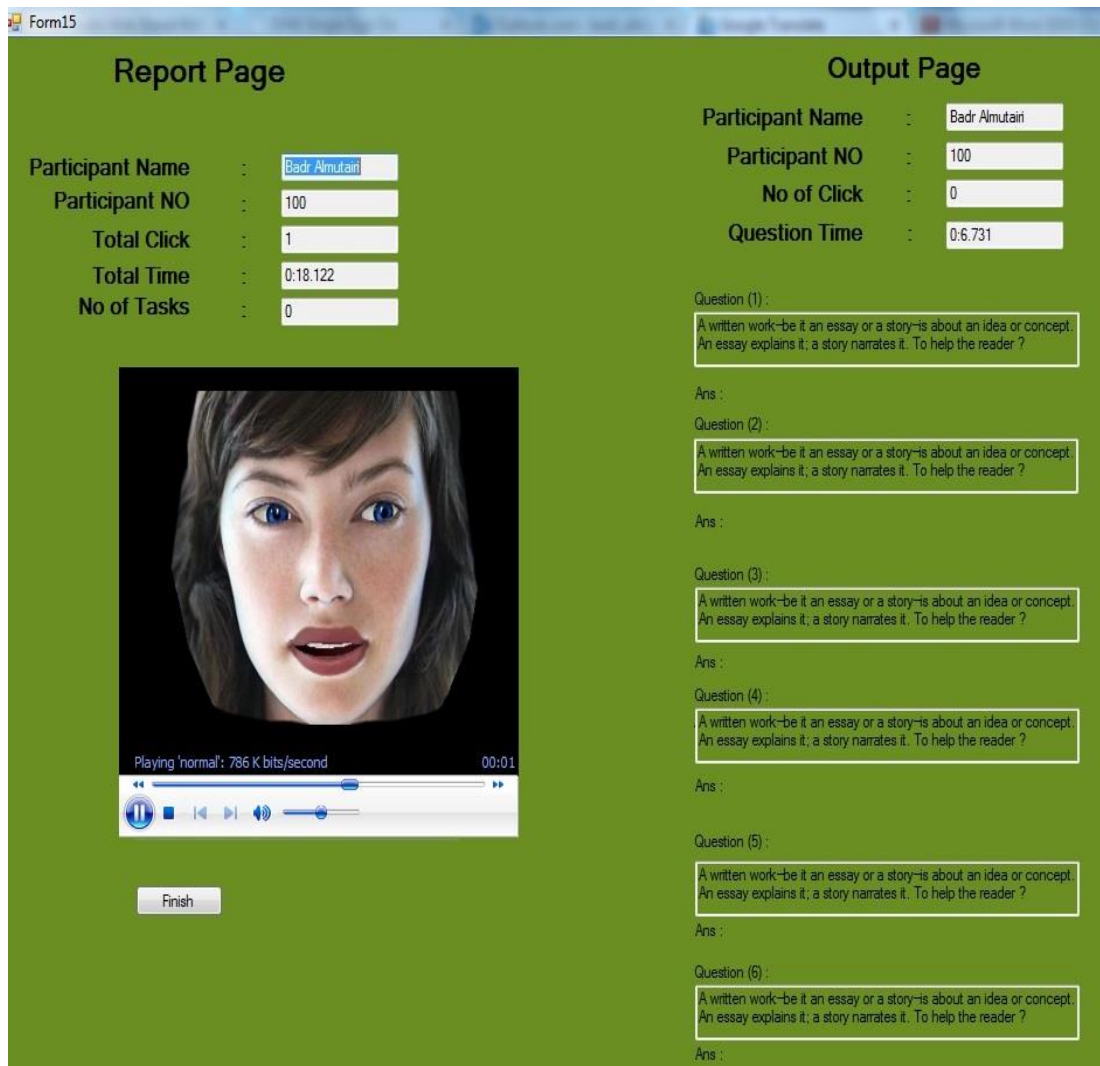 Form15
Report Page
Participant Name : Badr Almutairi
Participant NO : 100
Total Click : 1
Total Time : 0:18.122
No of Tasks : 0
Playing 'normal': 786 K bits/second 00:01
Finish
Output Page
Participant Name : Badr Almutairi
Participant NO : 100
No of Click : 0
Question Time : 0:6.731
Question (1) :
A written work–be it an essay or a story–is about an idea or concept.
An essay explains it; a story narrates it. To help the reader ?
Ans :
Question (2) :
A written work–be it an essay or a story–is about an idea or concept.
An essay explains it; a story narrates it. To help the reader ?
Ans :
Question (3) :
A written work–be it an essay or a story–is about an idea or concept.
An essay explains it; a story narrates it. To help the reader ?
Ans :
Question (4) :
A written work–be it an essay or a story–is about an idea or concept.
An essay explains it; a story narrates it. To help the reader ?
Ans :
Question (5) :
A written work–be it an essay or a story–is about an idea or concept.
An essay explains it; a story narrates it. To help the reader ?
Ans :
Question (6) :
A written work–be it an essay or a story–is about an idea or concept.
An essay explains it; a story narrates it. To help the reader ?
Ans :